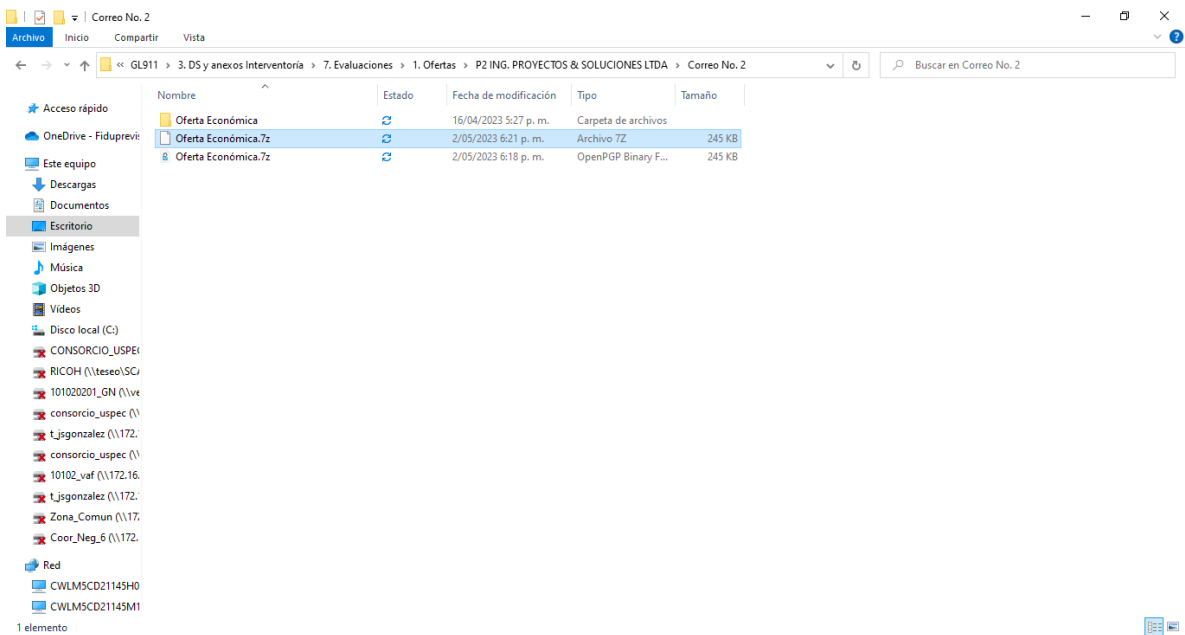 Correo No. 2
Archivo Inicio Compartir Vista
« GL911 › 3. DS y anexos Interventoría › 7. Evaluaciones › 1. Ofertas › P2 ING. PROYECTOS & SOLUCIONES LTDA › Correo No. 2
Buscar en Correo No. 2
Nombre Estado Fecha de modificación Tipo Tamaño
Oferta Económica 16/04/2023 5:27 p. m. Carpeta de archivos
Oferta Económica.7z 2/05/2023 6:21 p. m. Archivo 7Z 245 KB
Oferta Económica.7z 2/05/2023 6:18 p. m. OpenPGP Binary F... 245 KB
Acceso rápido
OneDrive - Fiduprevis
Este equipo
Descargas
Documentos
Escritorio
Imágenes
Música
Objetos 3D
Vídeos
Disco local (C:)
CONSORCIO_USPEC
RICOH (\\teseo\SCA
101020201_GN (\\ve
consorcio_uspec (\\
t_jsgonzalez (\\172.
consorcio_uspec (\\
10102_vaf (\\172.16.
t_jsgonzalez (\\172.
Zona_Comun (\\172
Coor_Neg_6 (\\172.
Red
CWLM5CD21145H0
CWLM5CD21145M1
1 elemento